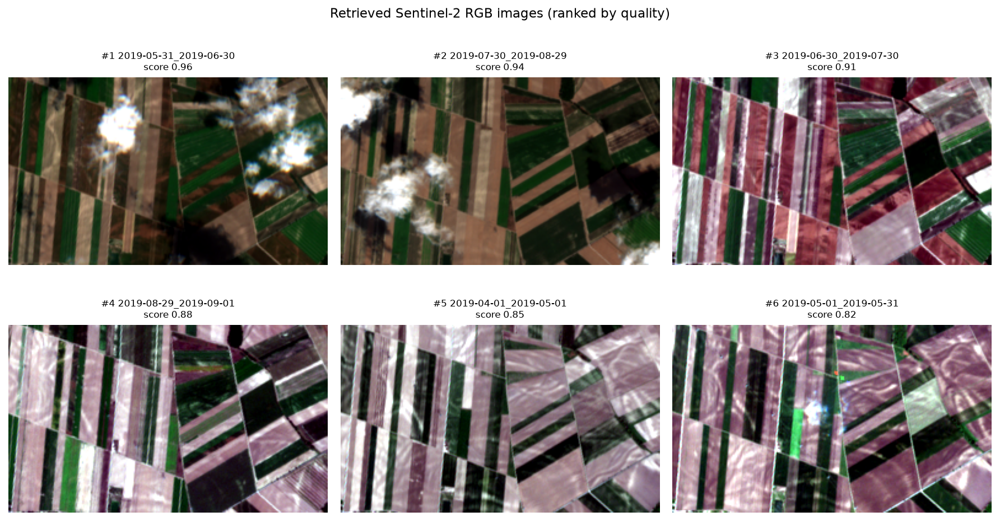 Retrieved Sentinel-2 RGB images (ranked by quality)
#1 2019-05-31_2019-06-30
score 0.96
#2 2019-07-30_2019-08-29
score 0.94
#3 2019-06-30_2019-07-30
score 0.91
#4 2019-08-29_2019-09-01
score 0.88
#5 2019-04-01_2019-05-01
score 0.85
#6 2019-05-01_2019-05-31
score 0.82